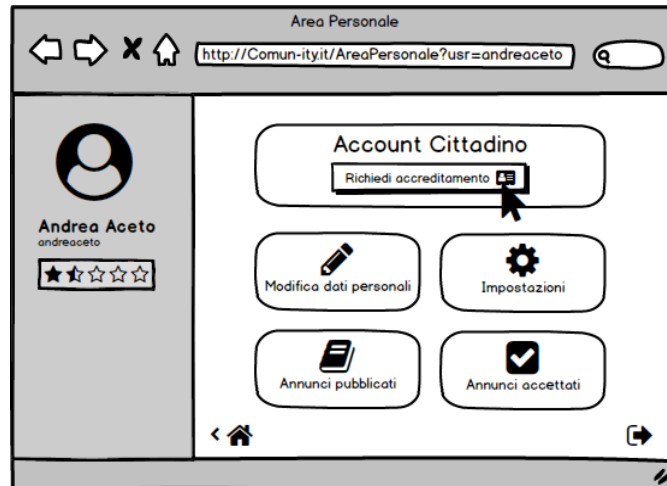 Area Personale
http://Comun-ity.it/AreaPersonale?usr=andreaceto
Andrea Aceto
andreaceto
Account Cittadino
Richiedi accreditamento
Modifica dati personali
Impostazioni
Annunci pubblicati
Annunci accettati